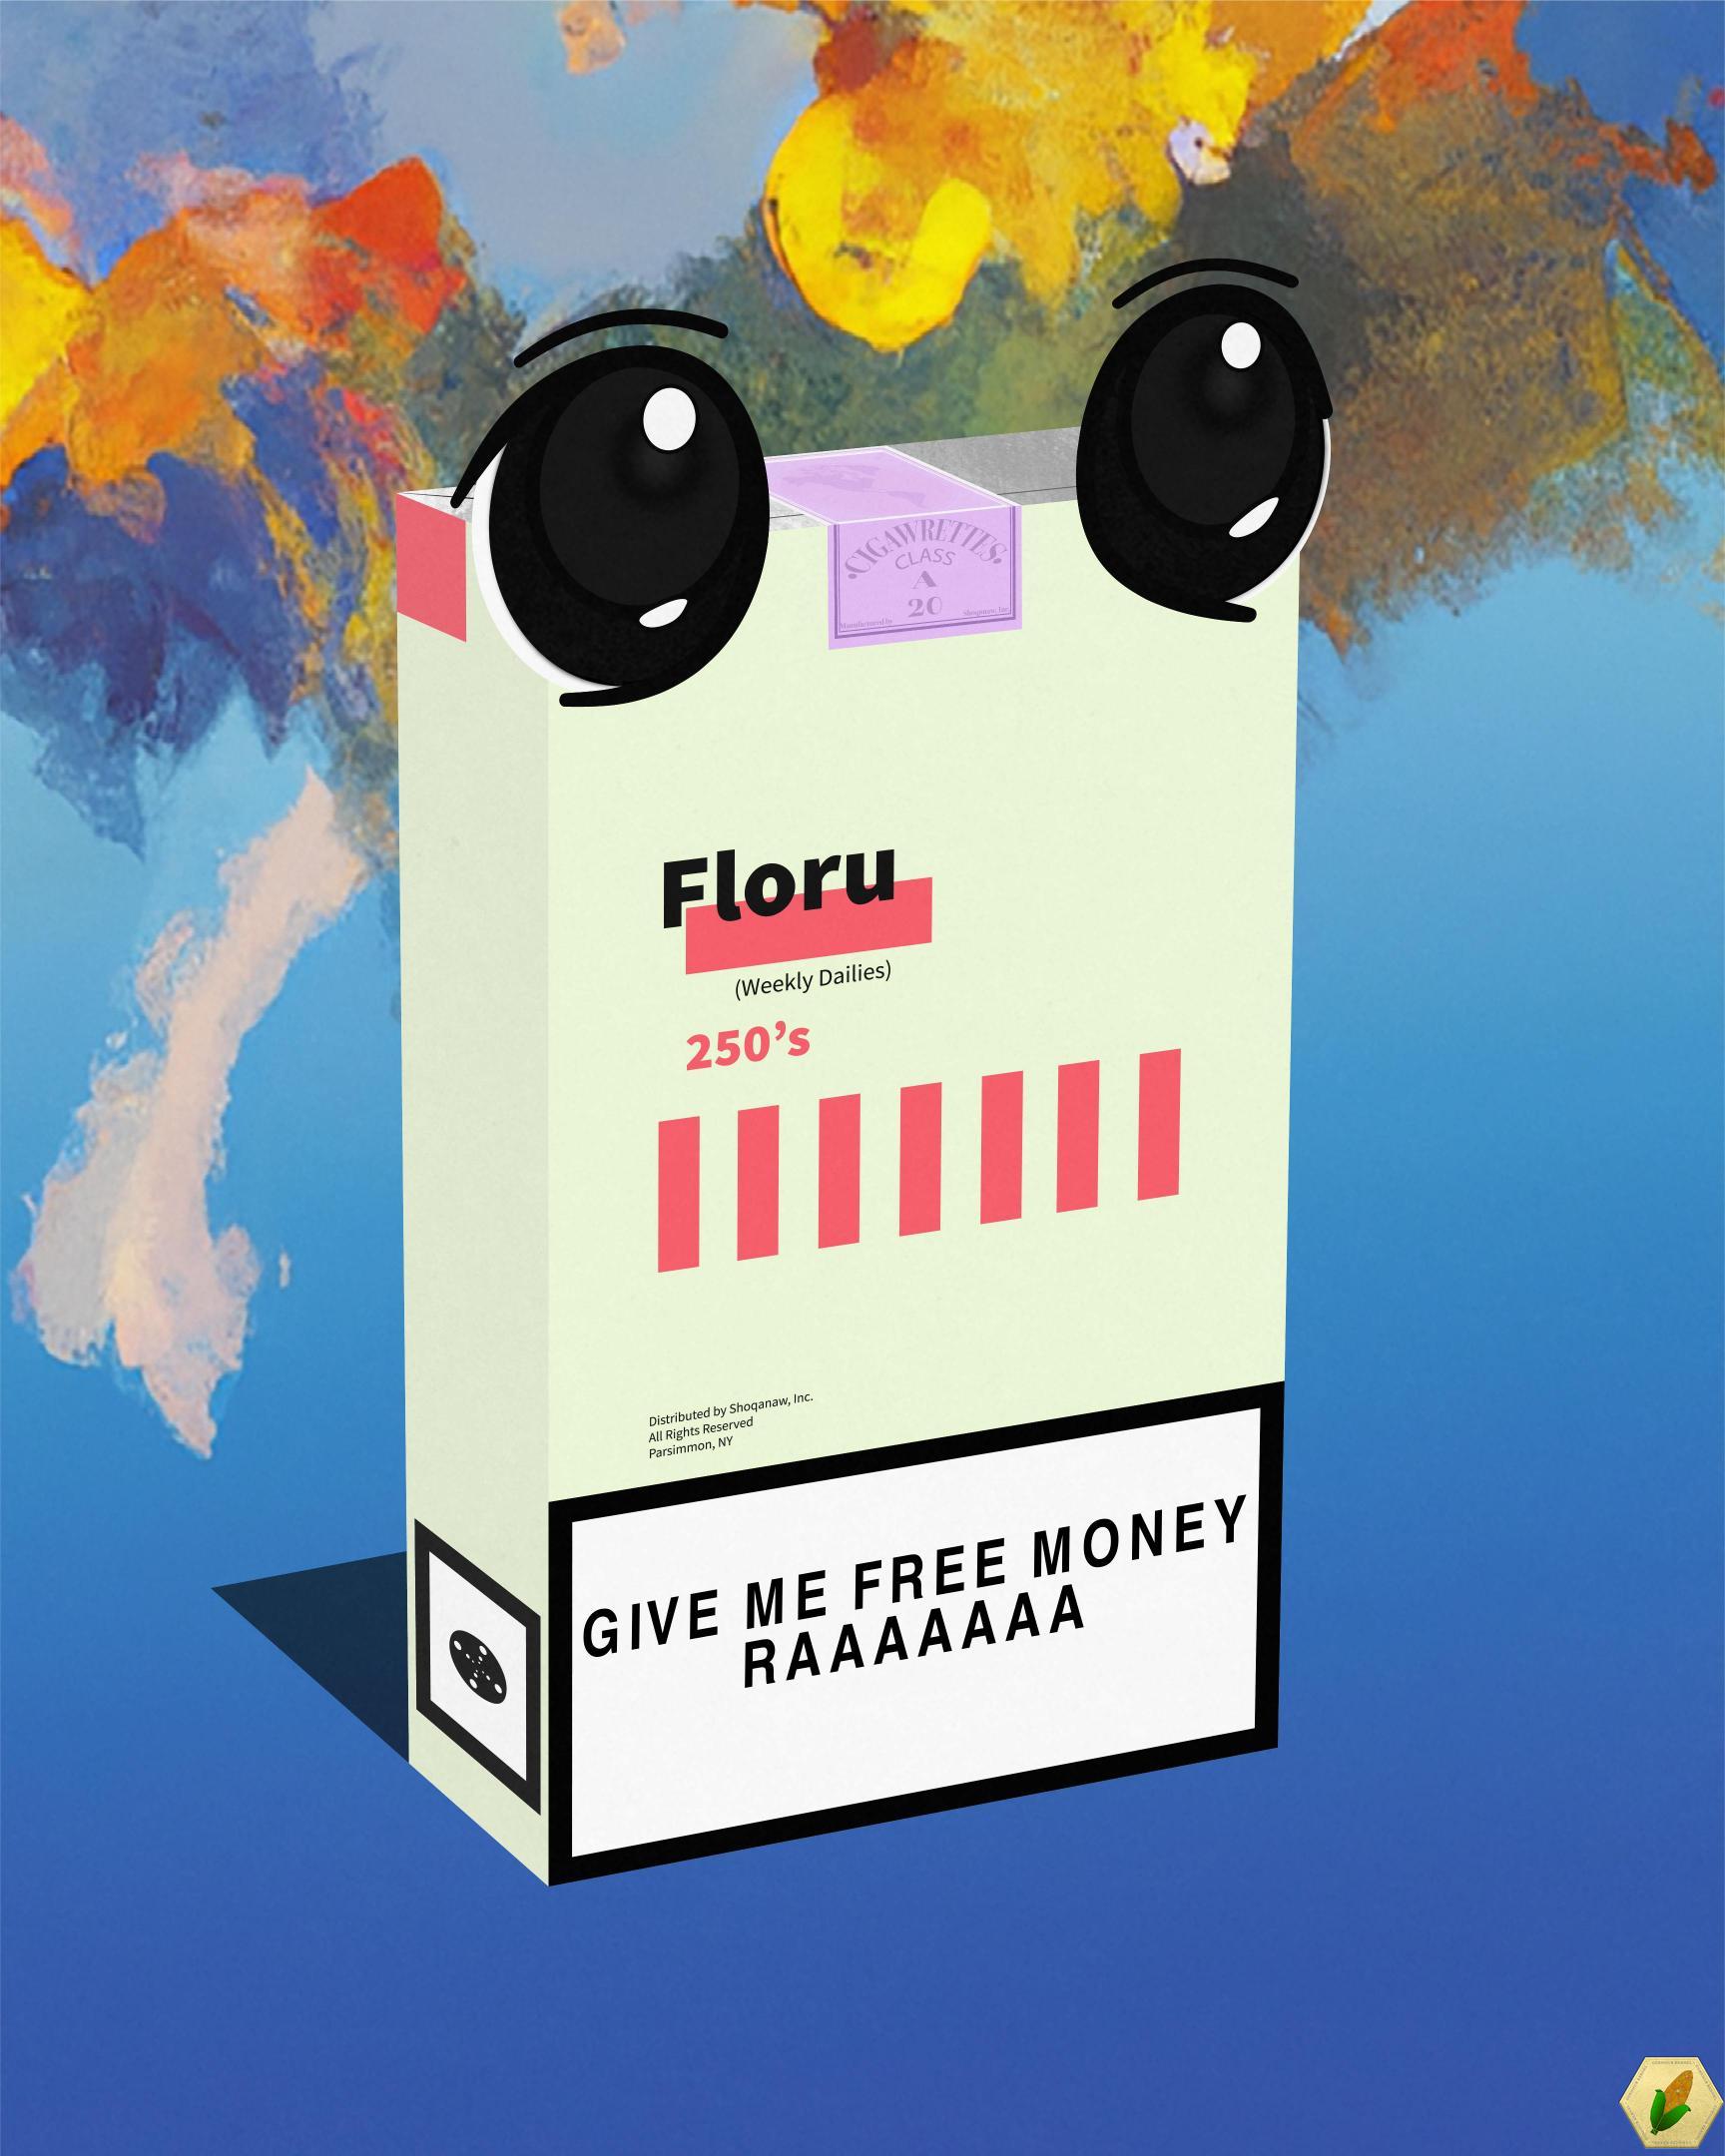 CIGAWRETTES
CLASS
A
20
Manufactured by
Shoqanaw, Inc.
Floru
(Weekly Dailies)
250's
Distributed by Shoqanaw, Inc.
All Rights Reserved
Parsimmon, NY
GIVE ME FREE MONEY
RAAAAAAA